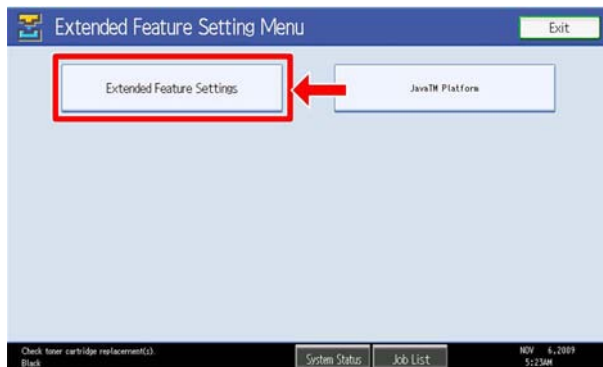 Extended Feature Setting Menu
Exit
Extended Feature Settings
JavaTM Platform
Check toner cartridge replacement(s).
Black
System Status
Job List
NOV 6,2009
5:23AM